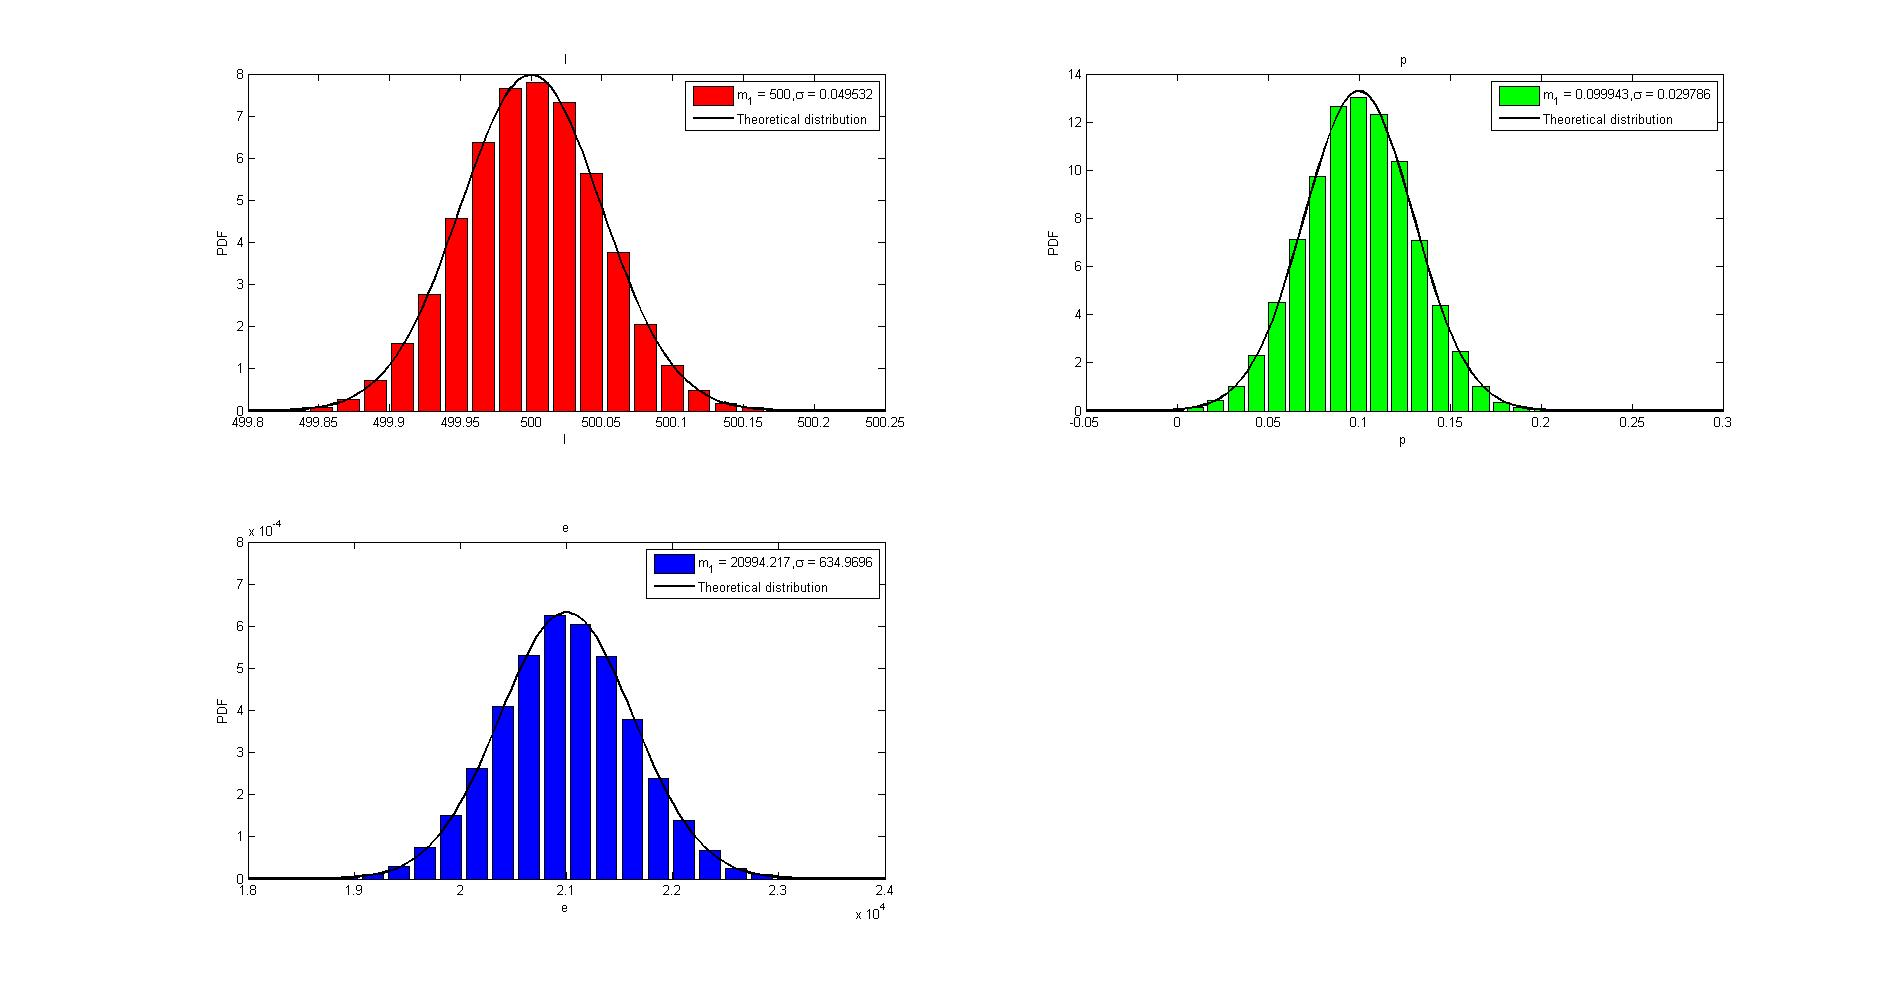 l
8
7
6
5
4
3
2
1
0
PDF
m1 = 500,σ = 0.049532
Theoretical distribution
499.8 499.85 499.9 499.95 500 500.05 500.1 500.15 500.2 500.25
l
p
14
12
10
8
6
4
2
0
PDF
m1 = 0.099943,σ = 0.029786
Theoretical distribution
-0.05 0 0.05 0.1 0.15 0.2 0.25 0.3
p
e
x 10-4
8
7
6
5
4
3
2
1
0
PDF
m1 = 20994.217,σ = 634.9696
Theoretical distribution
1.8 1.9 2 2.1 2.2 2.3 2.4
e
x 104